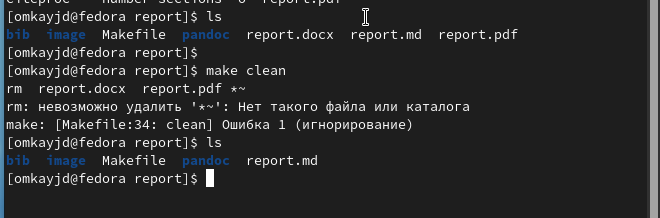 [omkayjd@fedora report]$ ls
bib  image  Makefile  pandoc  report.docx  report.md  report.pdf
[omkayjd@fedora report]$
[omkayjd@fedora report]$ make clean
rm  report.docx  report.pdf *~
rm: невозможно удалить '*~': Нет такого файла или каталога
make: [Makefile:34: clean] Ошибка 1 (игнорирование)
[omkayjd@fedora report]$ ls
bib  image  Makefile  pandoc  report.md
[omkayjd@fedora report]$